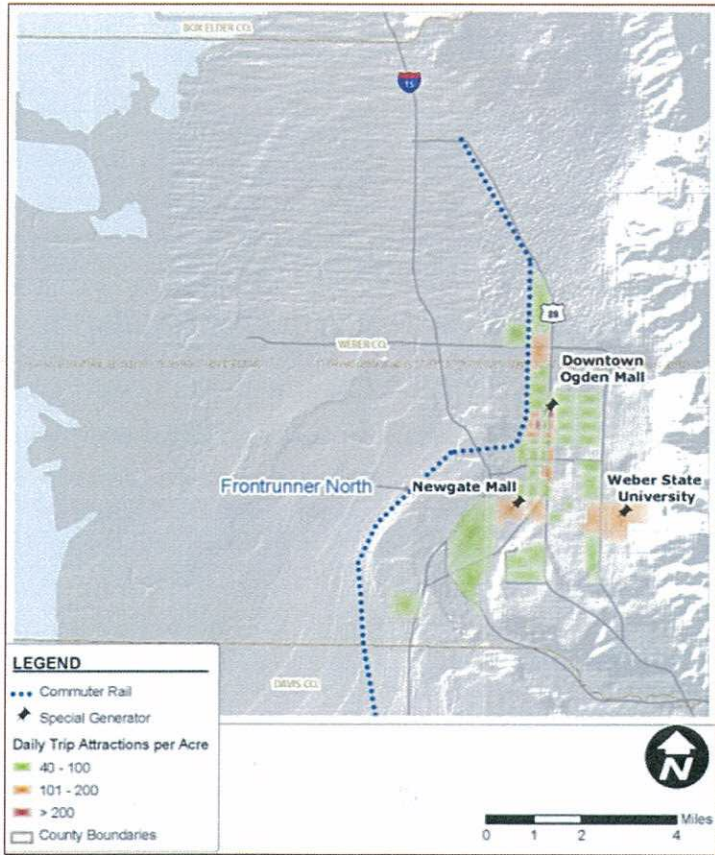 BOX ELDER CO.
15
89
WEBER CO.
Downtown
Ogden Mall
Frontrunner North
Newgate Mall
Weber State
University
DAVIS CO.
LEGEND
Commuter Rail
Special Generator
Daily Trip Attractions per Acre
40 - 100
101 - 200
> 200
County Boundaries
N
Miles
0 1 2 4